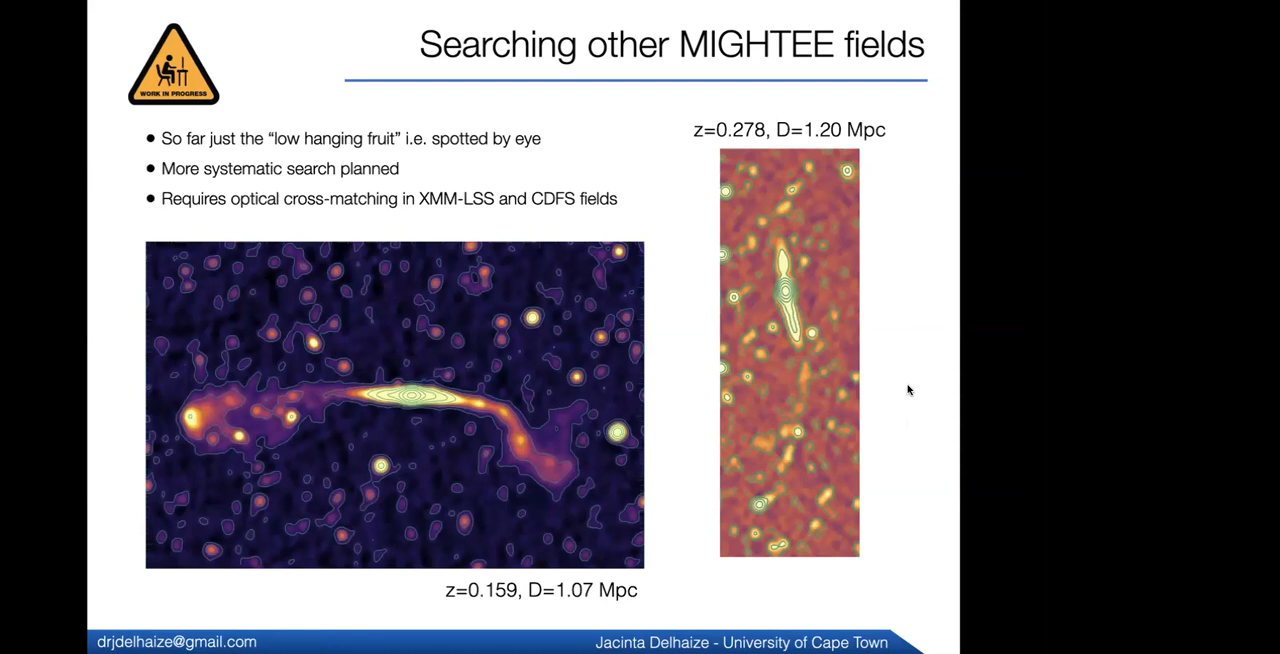 WORK IN PROGRESS
Searching other MIGHTEE fields
• So far just the “low hanging fruit” i.e. spotted by eye
• More systematic search planned
• Requires optical cross-matching in XMM-LSS and CDFS fields
z=0.278, D=1.20 Mpc
z=0.159, D=1.07 Mpc
drjdelhaize@gmail.com
Jacinta Delhaize - University of Cape Town